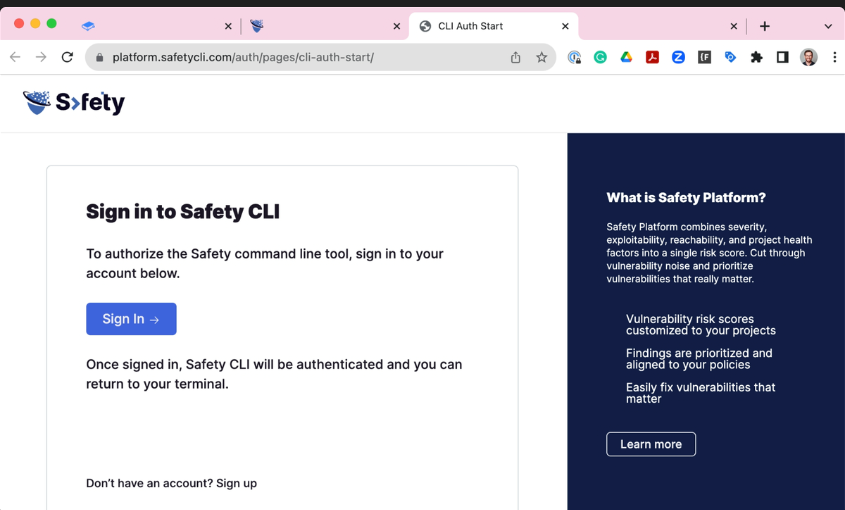 CLI Auth Start
platform.safetycli.com/auth/pages/cli-auth-start/
Safety
Sign in to Safety CLI
To authorize the Safety command line tool, sign in to your
account below.
Sign In →
Once signed in, Safety CLI will be authenticated and you can
return to your terminal.
Don't have an account? Sign up
What is Safety Platform?
Safety Platform combines severity,
exploitability, reachability, and project health
factors into a single risk score. Cut through
vulnerability noise and prioritize
vulnerabilities that really matter.
Vulnerability risk scores
customized to your projects
Findings are prioritized and
aligned to your policies
Easily fix vulnerabilities that
matter
Learn more